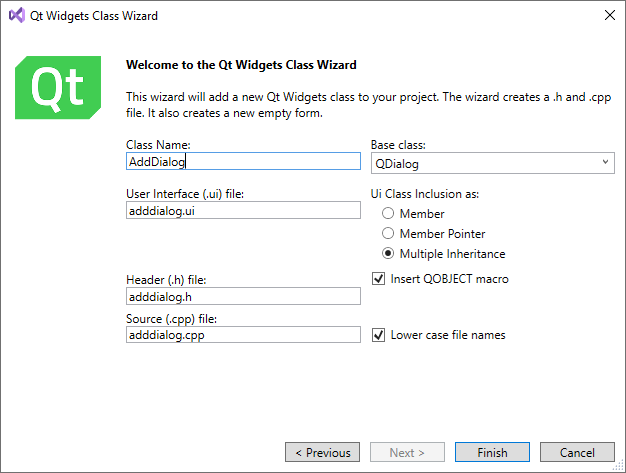 Qt Widgets Class Wizard
Qt
Welcome to the Qt Widgets Class Wizard
This wizard will add a new Qt Widgets class to your project. The wizard creates a .h and .cpp
file. It also creates a new empty form.
Class Name:
Base class:
AddDialog
QDialog
User Interface (.ui) file:
Ui Class Inclusion as:
adddialog.ui
Member
Member Pointer
Multiple Inheritance
Header (.h) file:
Insert QOBJECT macro
adddialog.h
Source (.cpp) file:
adddialog.cpp
Lower case file names
< Previous
Next >
Finish
Cancel